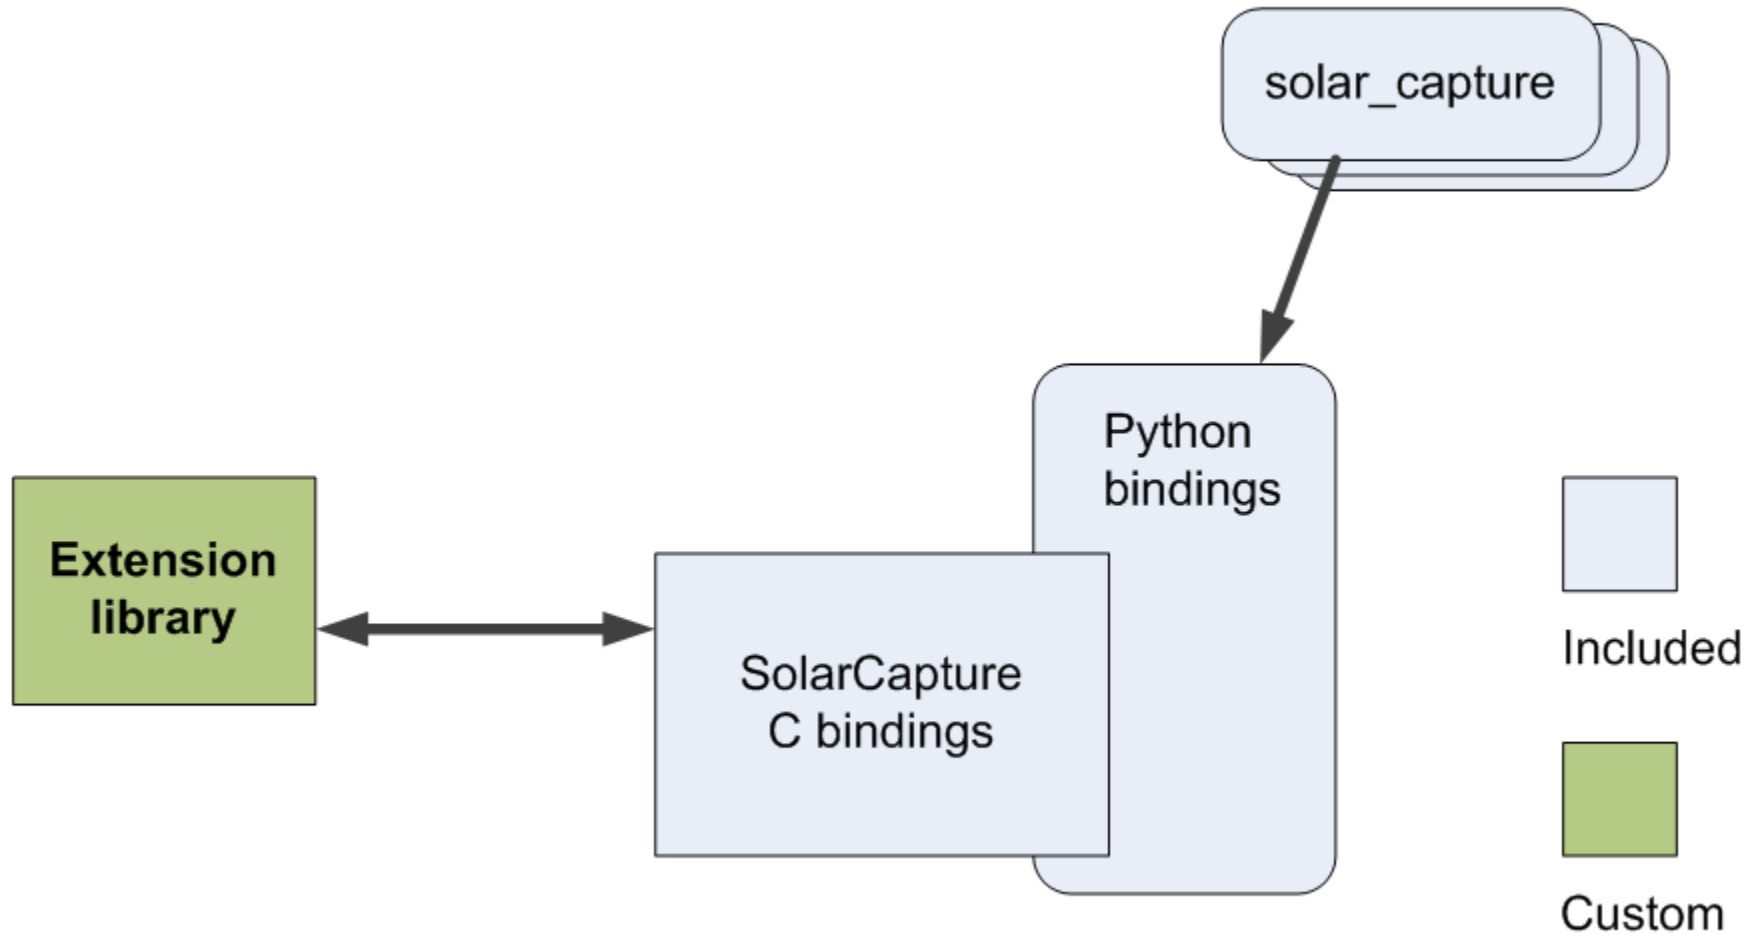 solar_capture
Python
bindings
Extension
library
SolarCapture
C bindings
Included
Custom